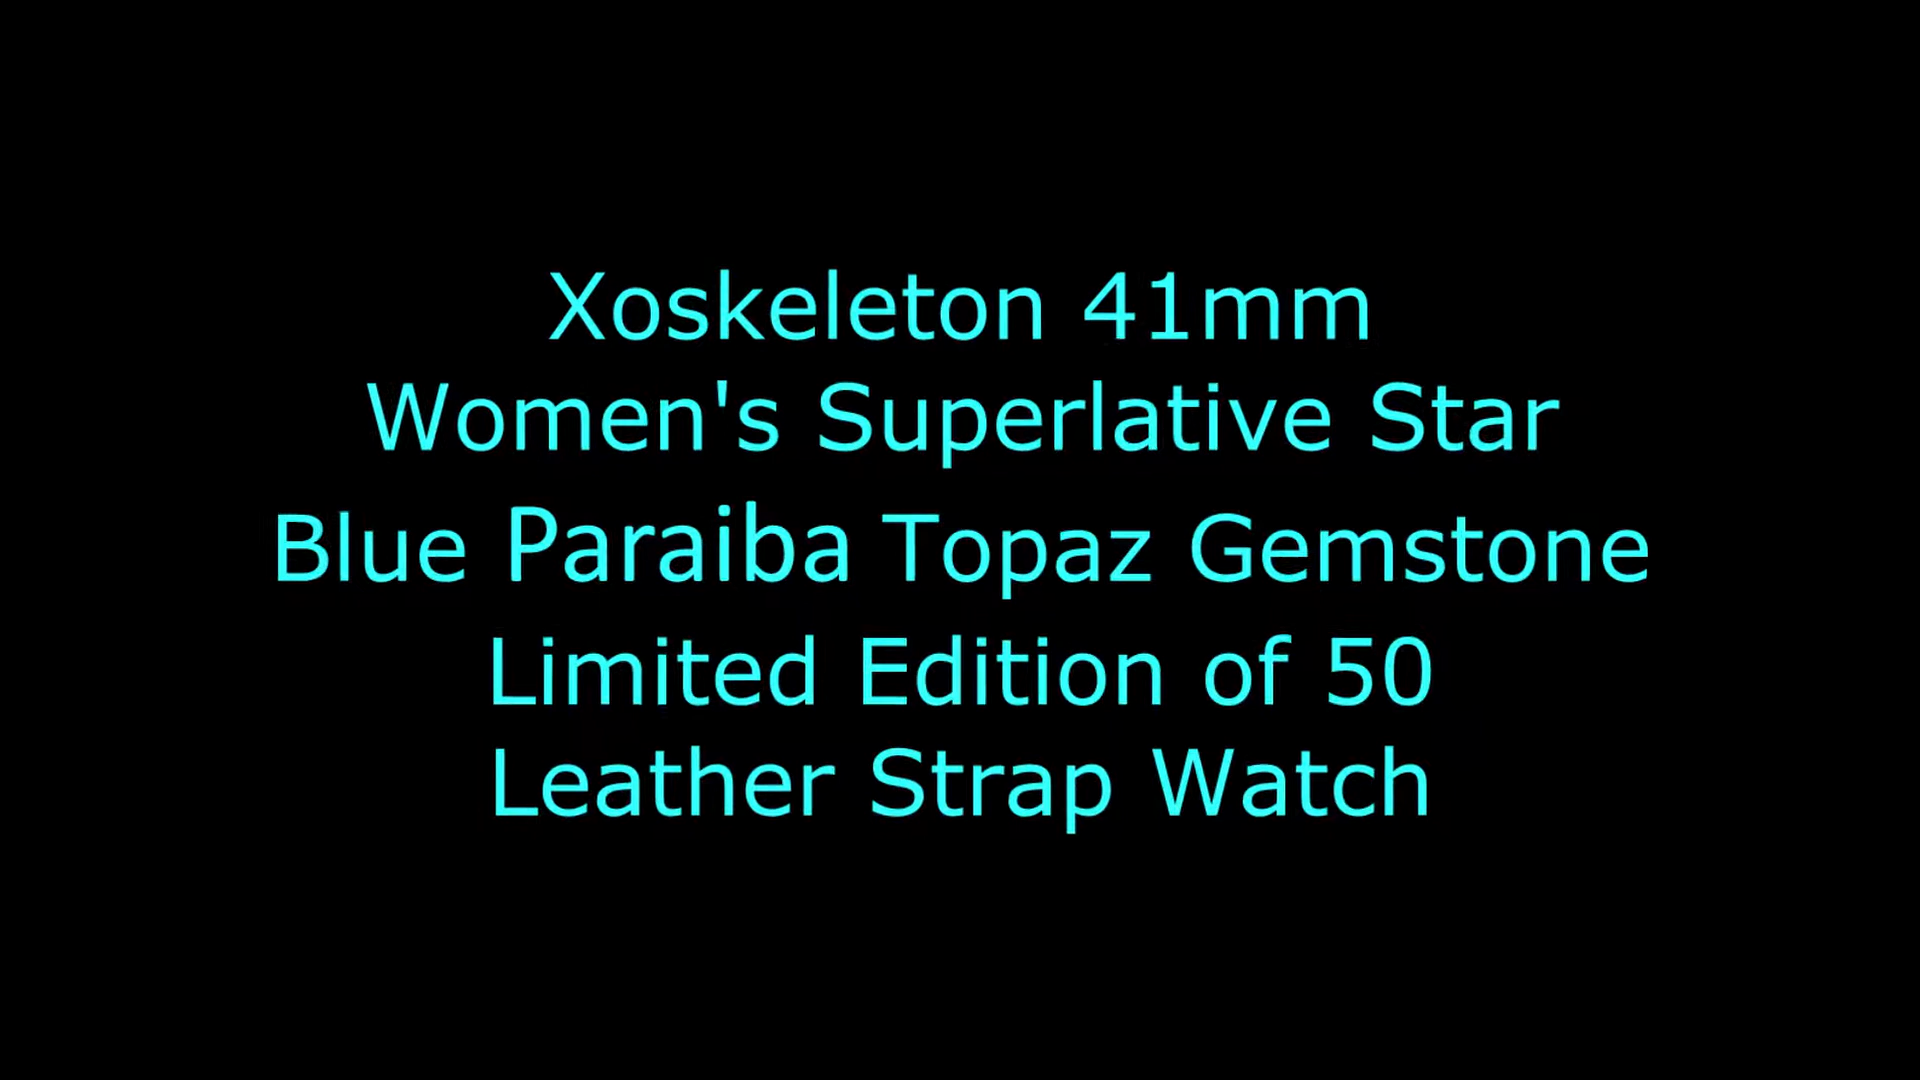 Xoskeleton 41mm
Women's Superlative Star
Blue Paraiba Topaz Gemstone
Limited Edition of 50
Leather Strap Watch